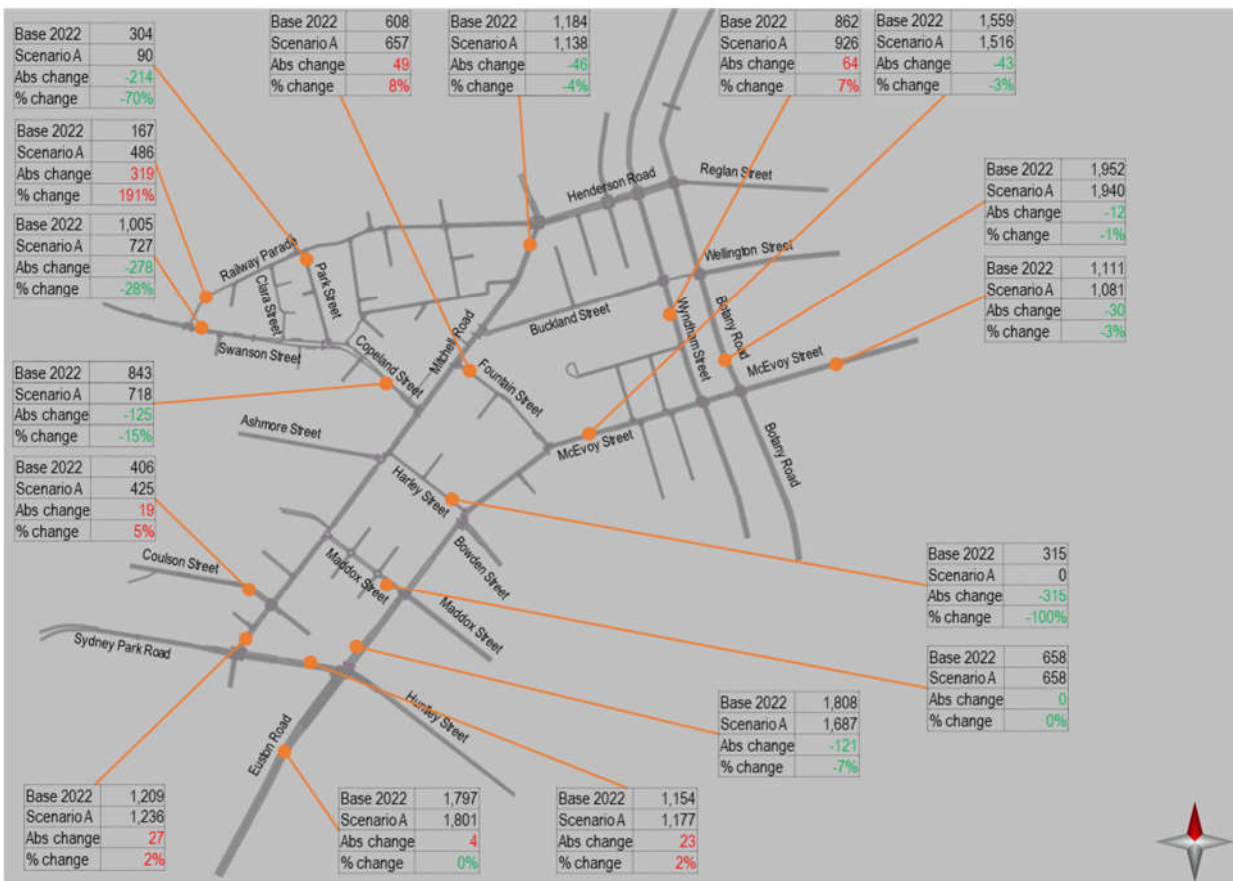 Base 2022 304
Scenario A 90
Abs change -214
% change -70%
Base 2022 608
Scenario A 657
Abs change 49
% change 8%
Base 2022 1,184
Scenario A 1,138
Abs change -46
% change -4%
Base 2022 862
Scenario A 926
Abs change 64
% change 7%
Base 2022 1,559
Scenario A 1,516
Abs change -43
% change -3%
Base 2022 167
Scenario A 486
Abs change 319
% change 191%
Base 2022 1,952
Scenario A 1,940
Abs change -12
% change -1%
Base 2022 1,005
Scenario A 727
Abs change -278
% change -28%
Base 2022 1,111
Scenario A 1,081
Abs change -30
% change -3%
Henderson Road
Reglan Street
Railway Parade
Clara Street
Park Street
Wellington Street
Swanson Street
Copeland Street
Mitchell Road
Buckland Street
Wyndham Street
Botany Road
Fountain Street
McEvoy Street
Base 2022 843
Scenario A 718
Abs change -125
% change -15%
Ashmore Street
McEvoy Street
Botany Road
Harley Street
Base 2022 406
Scenario A 425
Abs change 19
% change 5%
Coulson Street
Maddox Street
Bowden Street
Maddox Street
Base 2022 315
Scenario A 0
Abs change -315
% change -100%
Sydney Park Road
Base 2022 658
Scenario A 658
Abs change 0
% change 0%
Huntley Street
Euston Road
Base 2022 1,808
Scenario A 1,687
Abs change -121
% change -7%
Base 2022 1,209
Scenario A 1,236
Abs change 27
% change 2%
Base 2022 1,797
Scenario A 1,801
Abs change 4
% change 0%
Base 2022 1,154
Scenario A 1,177
Abs change 23
% change 2%